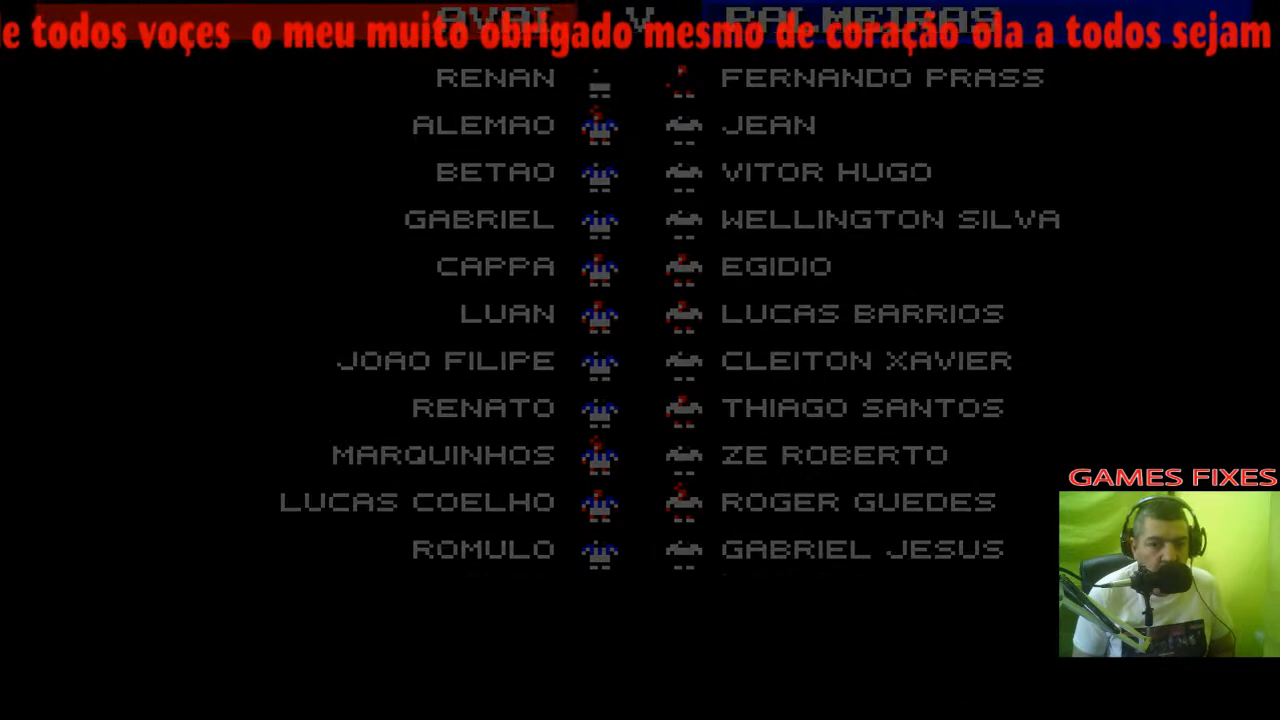 AVAI V PALMEIRAS
e todos voçes o meu muito obrigado mesmo de coração ola a todos sejam
RENAN FERNANDO PRASS
ALEMAO JEAN
BETAO VITOR HUGO
GABRIEL WELLINGTON SILVA
CAPPA EGIDIO
LUAN LUCAS BARRIOS
JOAO FILIPE CLEITON XAVIER
RENATO THIAGO SANTOS
MARQUINHOS ZE ROBERTO
LUCAS COELHO ROGER GUEDES
ROMULO GABRIEL JESUS
GAMES FIXES